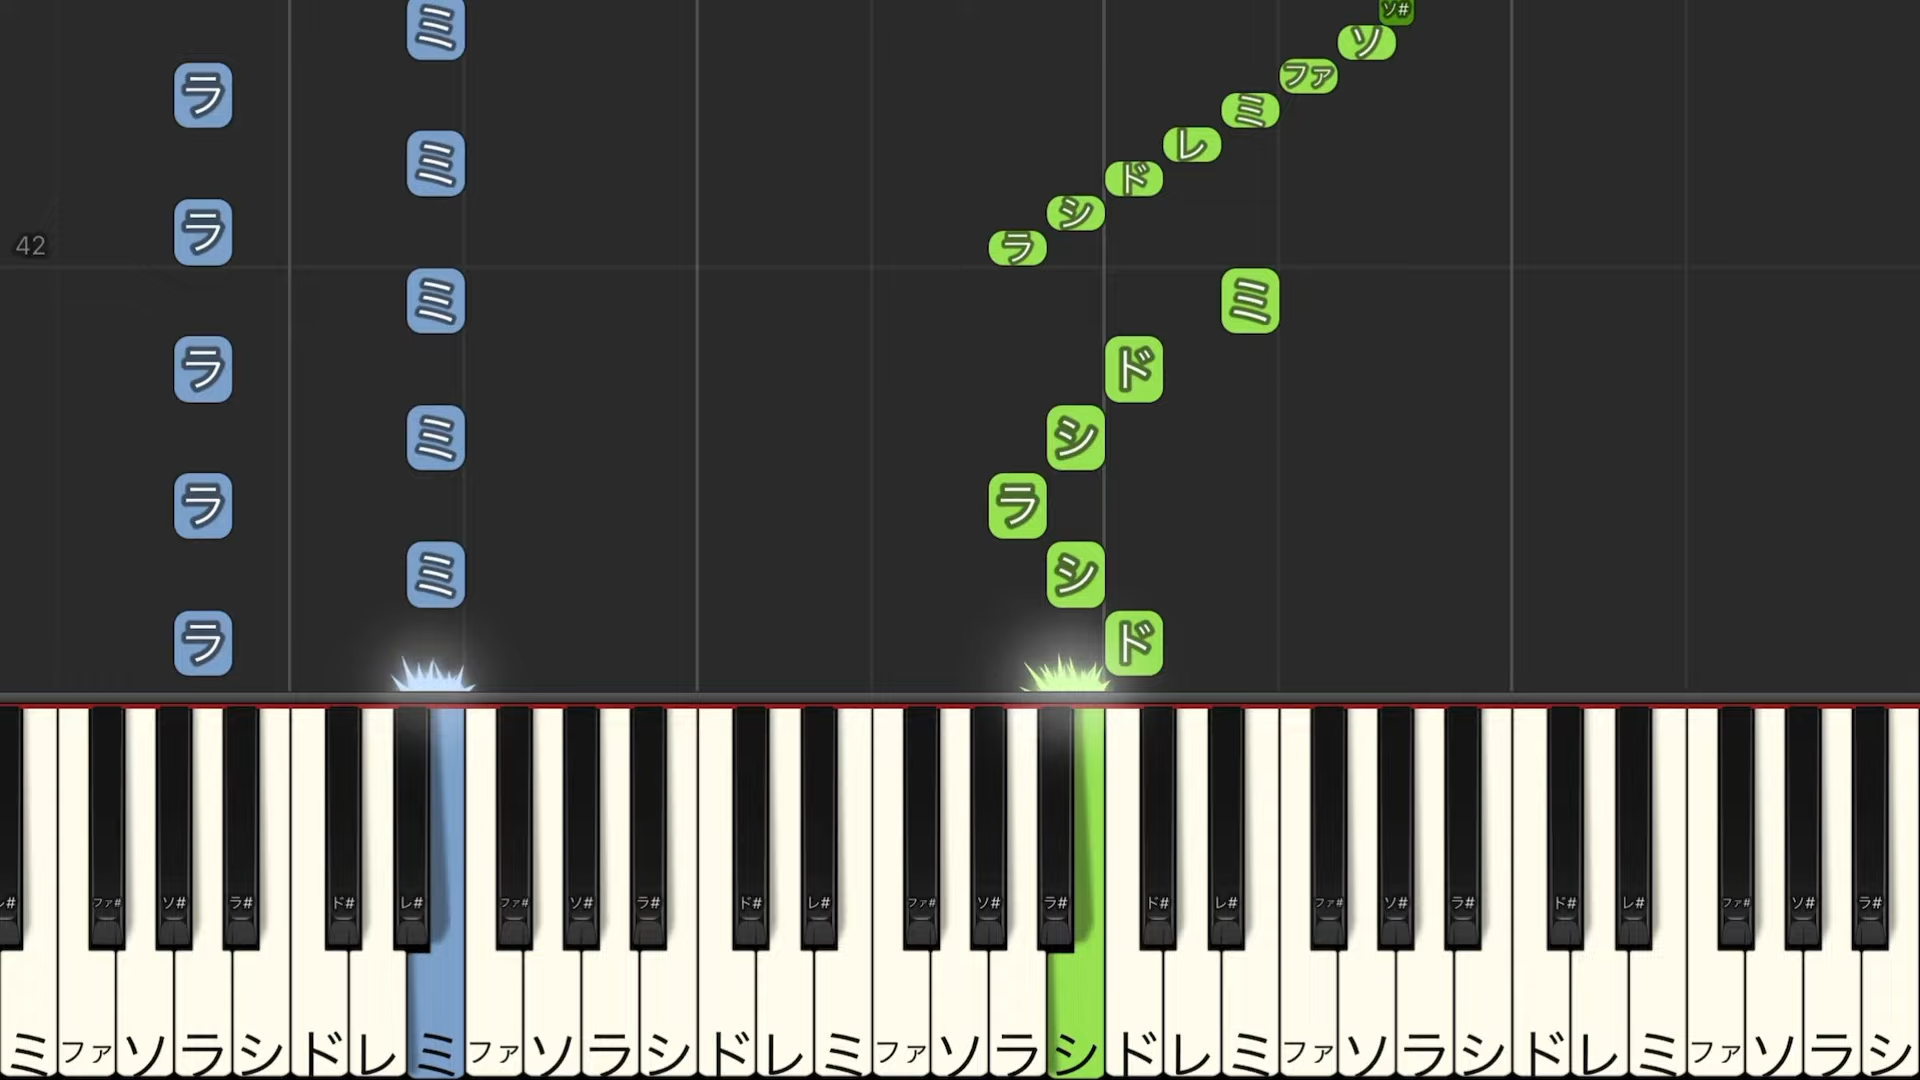 ミ ソ#
ソ
ラ ファ
ミ
ミ レ
ド
ラ シ
42 ラ
ミ ミ
ラ ド
ミ シ
ラ ラ
ミ シ
ラ ド
レ# ファ# ソ# ラ# ド# レ# ファ# ソ# ラ# ド# レ# ファ# ソ# ラ# ド# レ# ファ# ソ# ラ# ド# レ# ファ# ソ# ラ#
ミ ファ ソ ラ シ ド レ ミ ファ ソ ラ シ ド レ ミ ファ ソ ラ シ ド レ ミ ファ ソ ラ シ ド レ ミ ファ ソ ラ シ